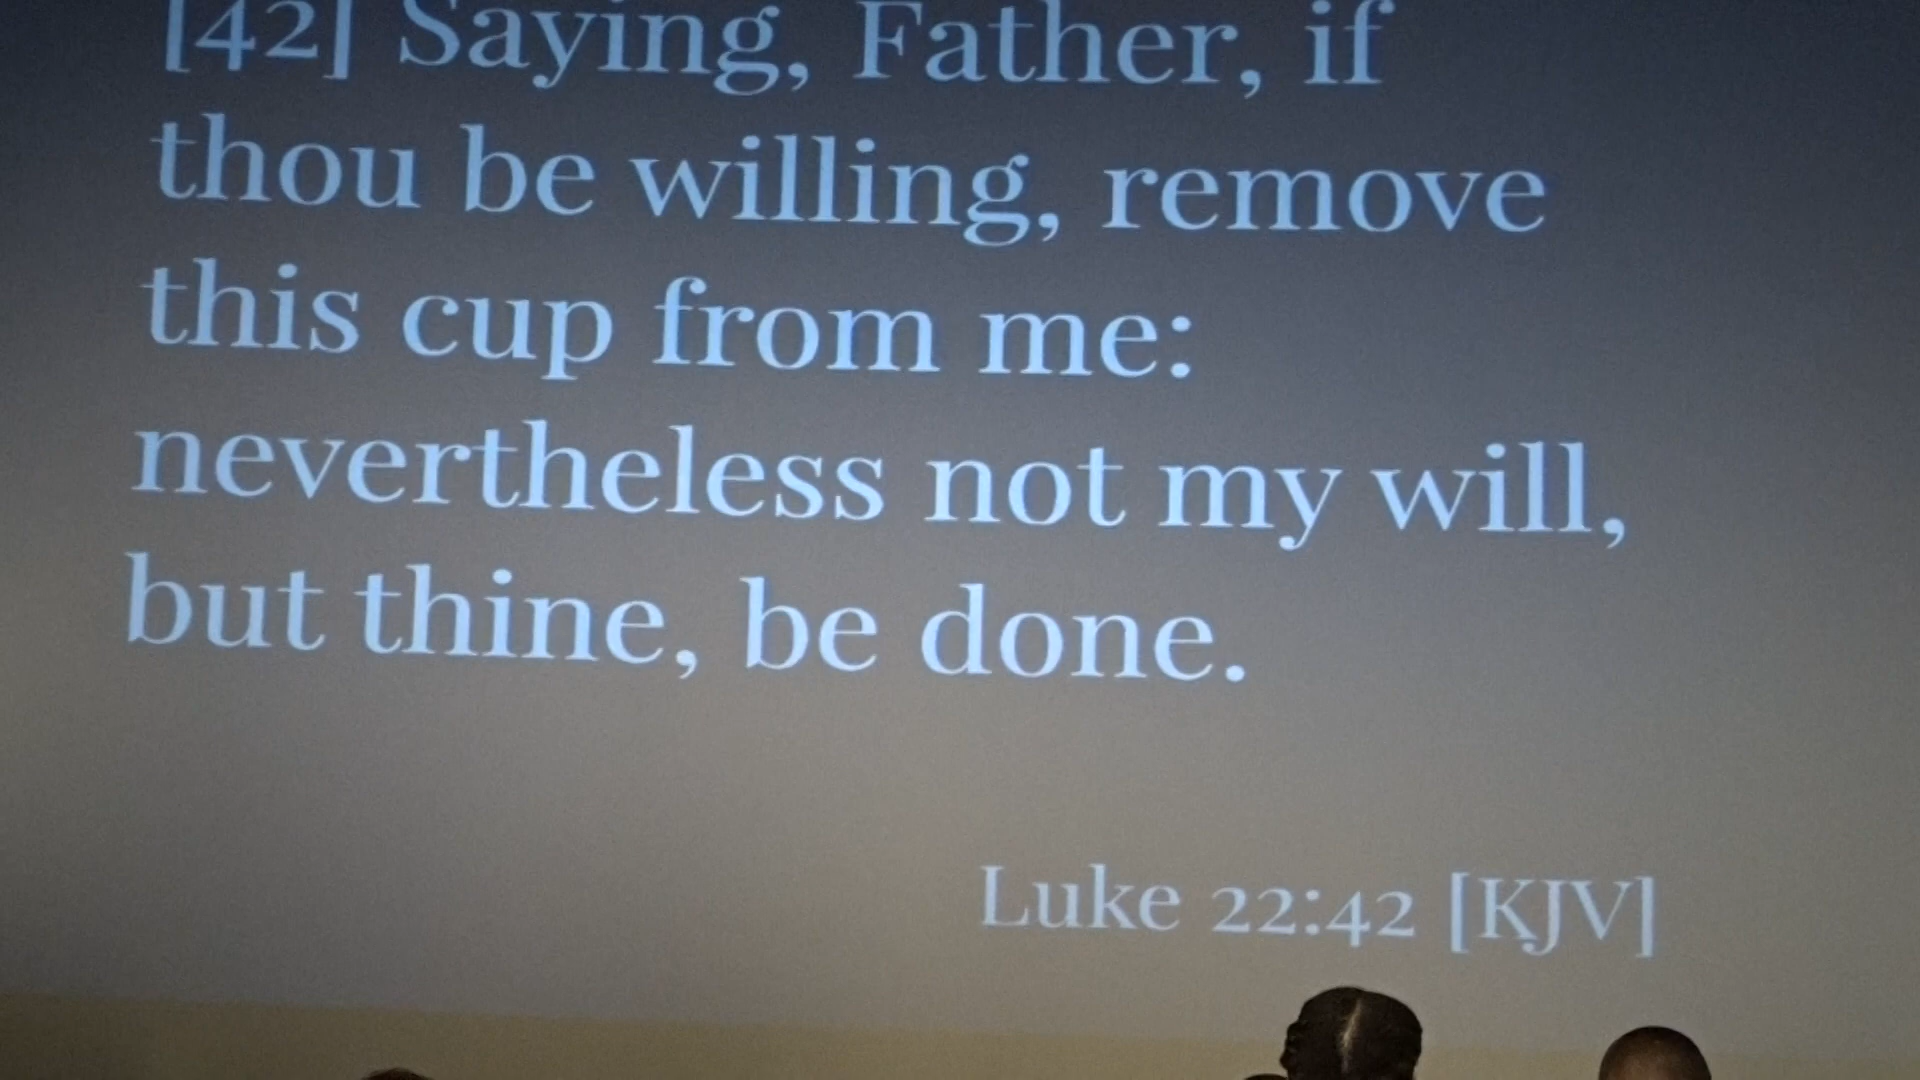 [42] Saying, Father, if
thou be willing, remove
this cup from me:
nevertheless not my will,
but thine, be done.
Luke 22:42 [KJV]